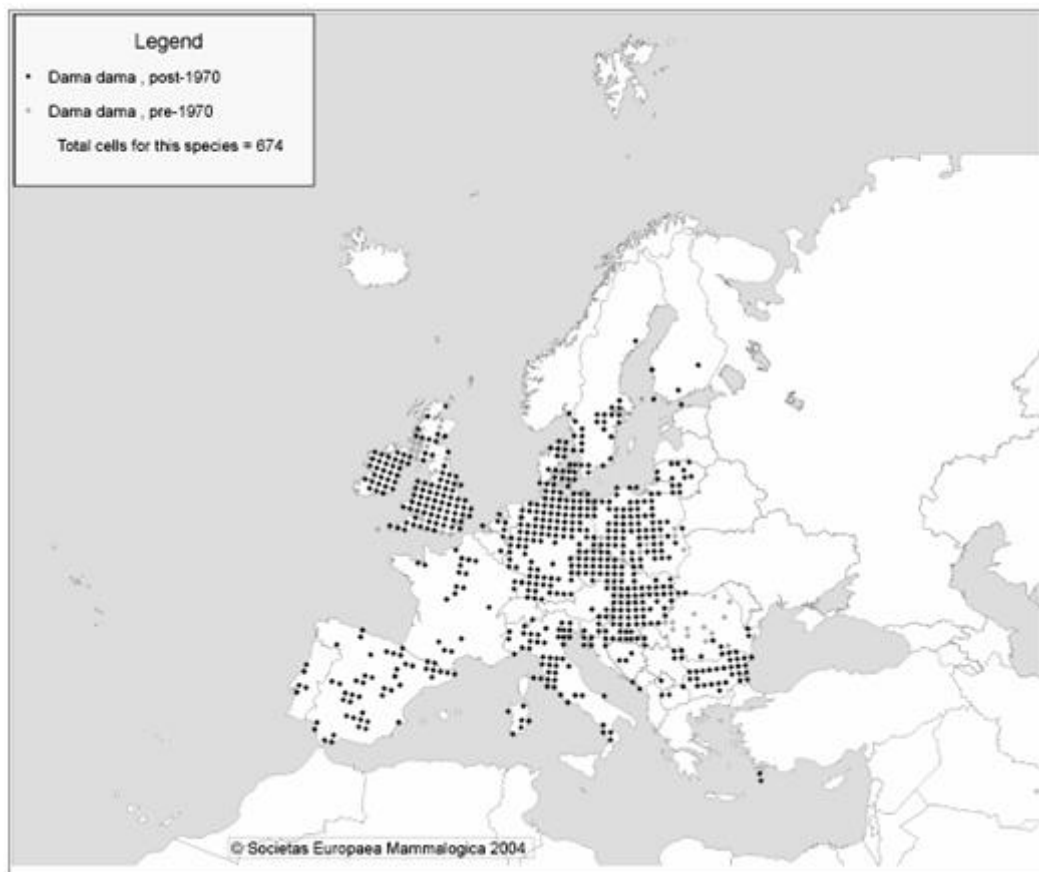 Legend
Dama dama , post-1970
Dama dama , pre-1970
Total cells for this species = 674
© Societas Europaea Mammalogica 2004